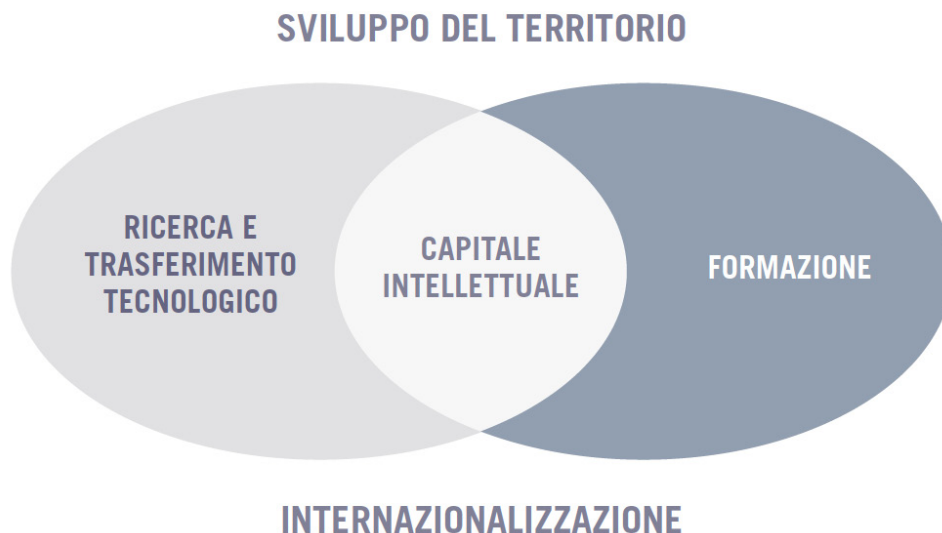 SVILUPPO DEL TERRITORIO
RICERCA E
TRASFERIMENTO
TECNOLOGICO
CAPITALE
INTELLETTUALE
FORMAZIONE
INTERNAZIONALIZZAZIONE